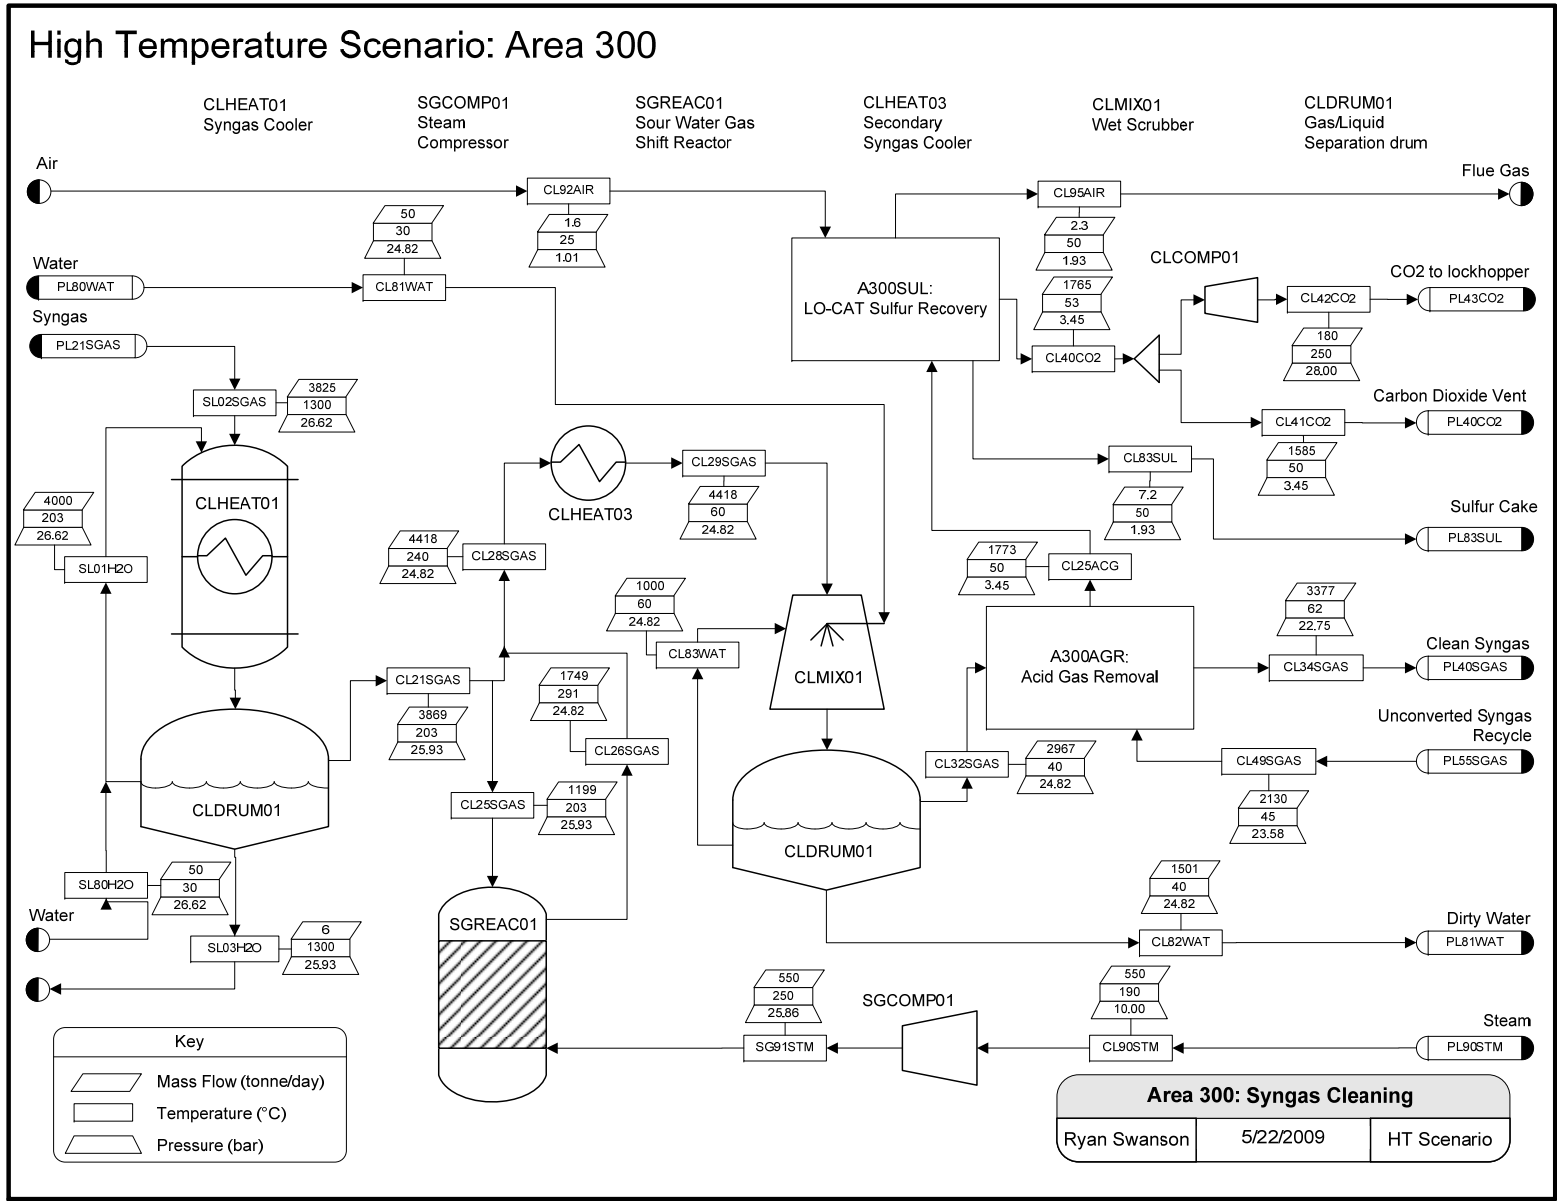 High Temperature Scenario: Area 300
CLHEAT01
Syngas Cooler
SGCOMP01
Steam
Compressor
SGREAC01
Sour Water Gas
Shift Reactor
CLHEAT03
Secondary
Syngas Cooler
CLMIX01
Wet Scrubber
CLDRUM01
Gas/Liquid
Separation drum
Air
CL92AIR
1.6
25
1.01
CL95AIR
2.3
50
1.93
Flue Gas
50
30
24.82
Water
PL80WAT
CL81WAT
A300SUL:
LO-CAT Sulfur Recovery
1765
53
3.45
CL40CO2
CLCOMP01
CL42CO2
180
250
28.00
CO2 to lockhopper
PL43CO2
Syngas
PL21SGAS
SL02SGAS
3825
1300
26.62
Carbon Dioxide Vent
CL41CO2
1585
50
3.45
PL40CO2
4000
203
26.62
SL01H2O
CLHEAT01
CLHEAT03
CL29SGAS
4418
60
24.82
4418
240
24.82
CL28SGAS
CL83SUL
7.2
50
1.93
Sulfur Cake
PL83SUL
1773
50
3.45
CL25ACG
1000
60
24.82
CL83WAT
CLMIX01
A300AGR:
Acid Gas Removal
3377
62
22.75
CL34SGAS
Clean Syngas
PL40SGAS
CL21SGAS
3869
203
25.93
1749
291
24.82
CL26SGAS
CL32SGAS
2967
40
24.82
Unconverted Syngas
Recycle
CL49SGAS
PL55SGAS
2130
45
23.58
CLDRUM01
CL25SGAS
1199
203
25.93
CLDRUM01
SL80H2O
50
30
26.62
1501
40
24.82
Water
SL03H2O
6
1300
25.93
SGREAC01
CL82WAT
Dirty Water
PL81WAT
550
250
25.86
SG91STM
SGCOMP01
550
190
10.00
CL90STM
Steam
PL90STM
Key
Mass Flow (tonne/day)
Temperature (°C)
Pressure (bar)
Area 300: Syngas Cleaning
Ryan Swanson
5/22/2009
HT Scenario